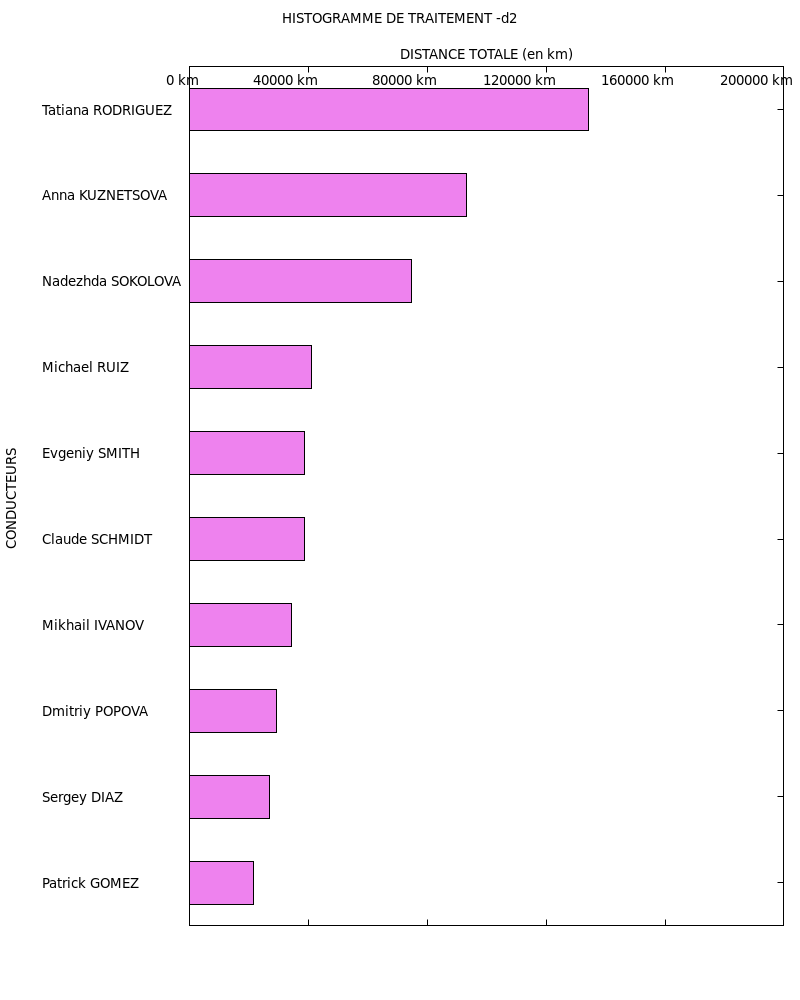 HISTOGRAMME DE TRAITEMENT -d2
DISTANCE TOTALE (en km)
0 km 40000 km 80000 km 120000 km 160000 km 200000 km
Tatiana RODRIGUEZ
Anna KUZNETSOVA
Nadezhda SOKOLOVA
Michael RUIZ
Evgeniy SMITH
CONDUCTEURS
Claude SCHMIDT
Mikhail IVANOV
Dmitriy POPOVA
Sergey DIAZ
Patrick GOMEZ